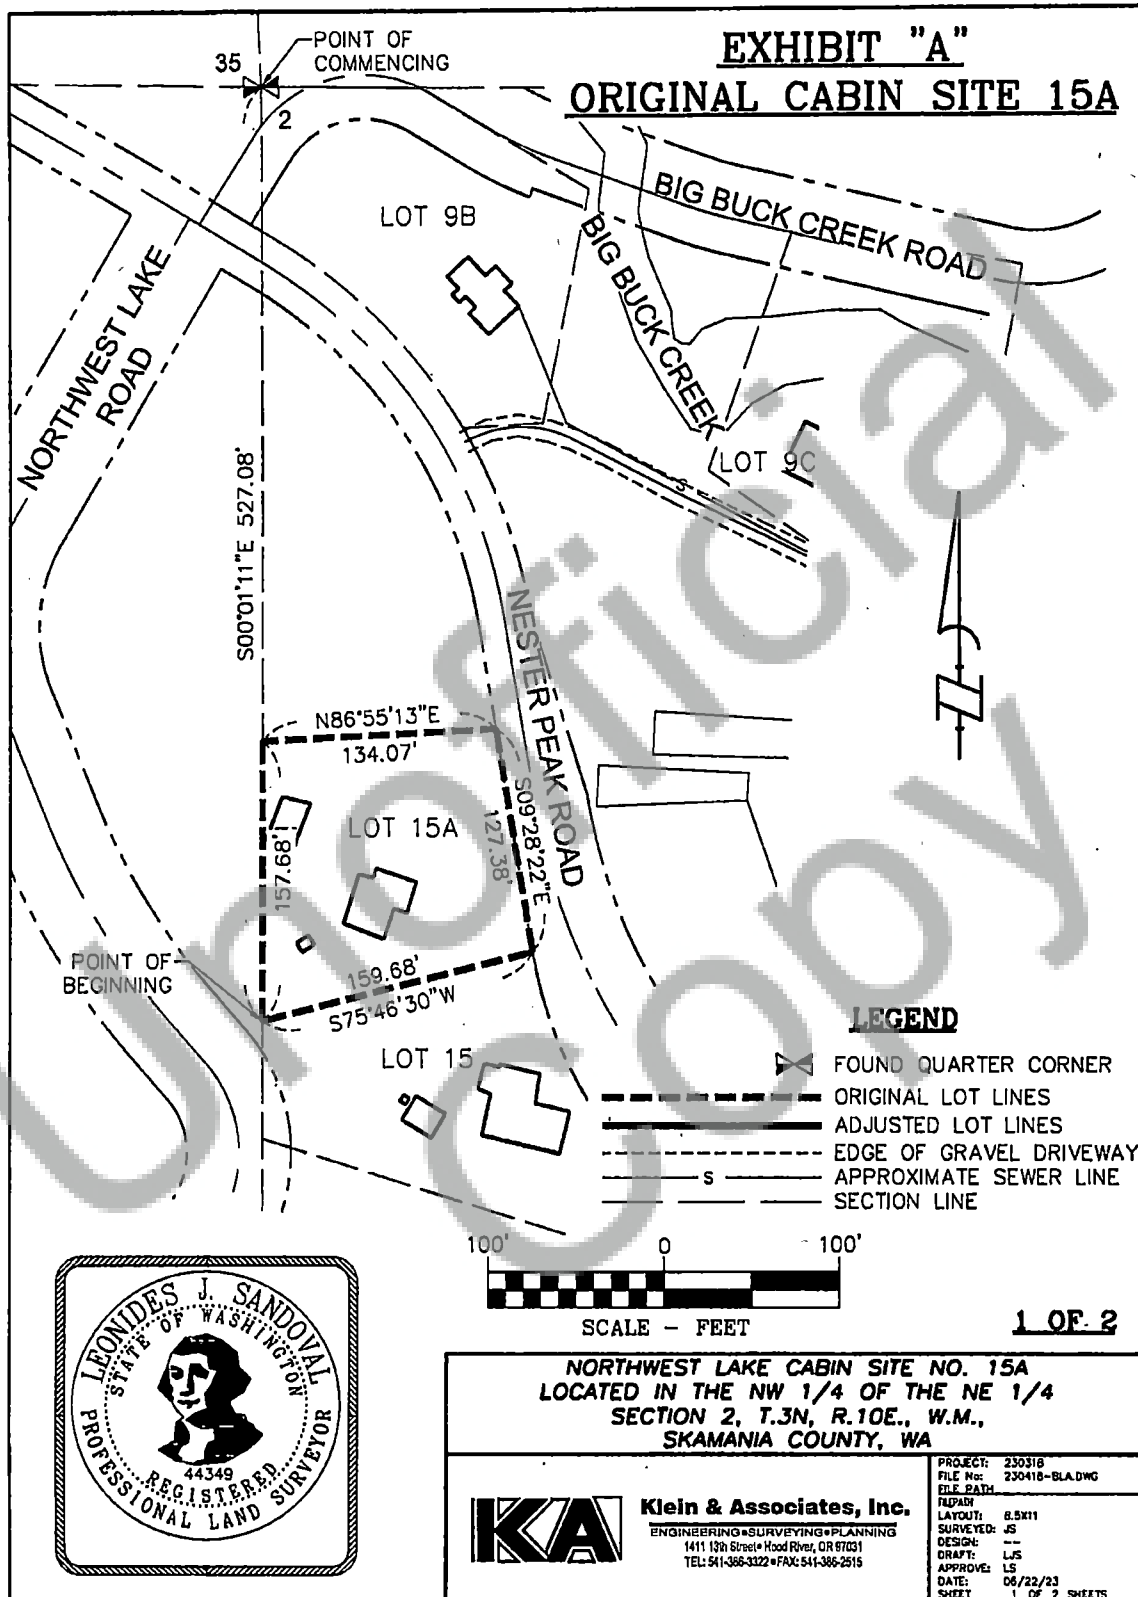 EXHIBIT "A"
ORIGINAL CABIN SITE 15A
POINT OF
COMMENCING
35
2
LOT 9B
BIG BUCK CREEK ROAD
BIG BUCK CREEK
NORTHWEST LAKE
ROAD
LOT 9C
S
S00°01'11"E 527.08'
NESTER PEAK ROAD
N86°55'13"E
134.07'
LOT 15A
157.68'
127.38'
S09°28'22"E
POINT OF
BEGINNING
159.68'
S75°46'30"W
LOT 15
LEGEND
FOUND QUARTER CORNER
ORIGINAL LOT LINES
ADJUSTED LOT LINES
EDGE OF GRAVEL DRIVEWAY
S
APPROXIMATE SEWER LINE
SECTION LINE
100' 0 100'
SCALE - FEET
1 OF 2
LEONIDES J. SANDOVAL
STATE OF WASHINGTON
44349
REGISTERED
PROFESSIONAL LAND SURVEYOR
NORTHWEST LAKE CABIN SITE NO. 15A
LOCATED IN THE NW 1/4 OF THE NE 1/4
SECTION 2, T.3N, R.10E., W.M.,
SKAMANIA COUNTY, WA
KA
Klein & Associates, Inc.
ENGINEERING•SURVEYING•PLANNING
1411 13th Street• Hood River, OR 97031
TEL: 541-386-3322 • FAX: 541-386-2515
PROJECT: 230318
FILE No: 230418-BLA.DWG
FILE PATH
LAYOUT: 8.5X11
SURVEYED: JS
DESIGN: --
DRAFT: LJS
APPROVE: LS
DATE: 06/22/23
SHEET 1 OF 2 SHEETS
Unofficial
Copy